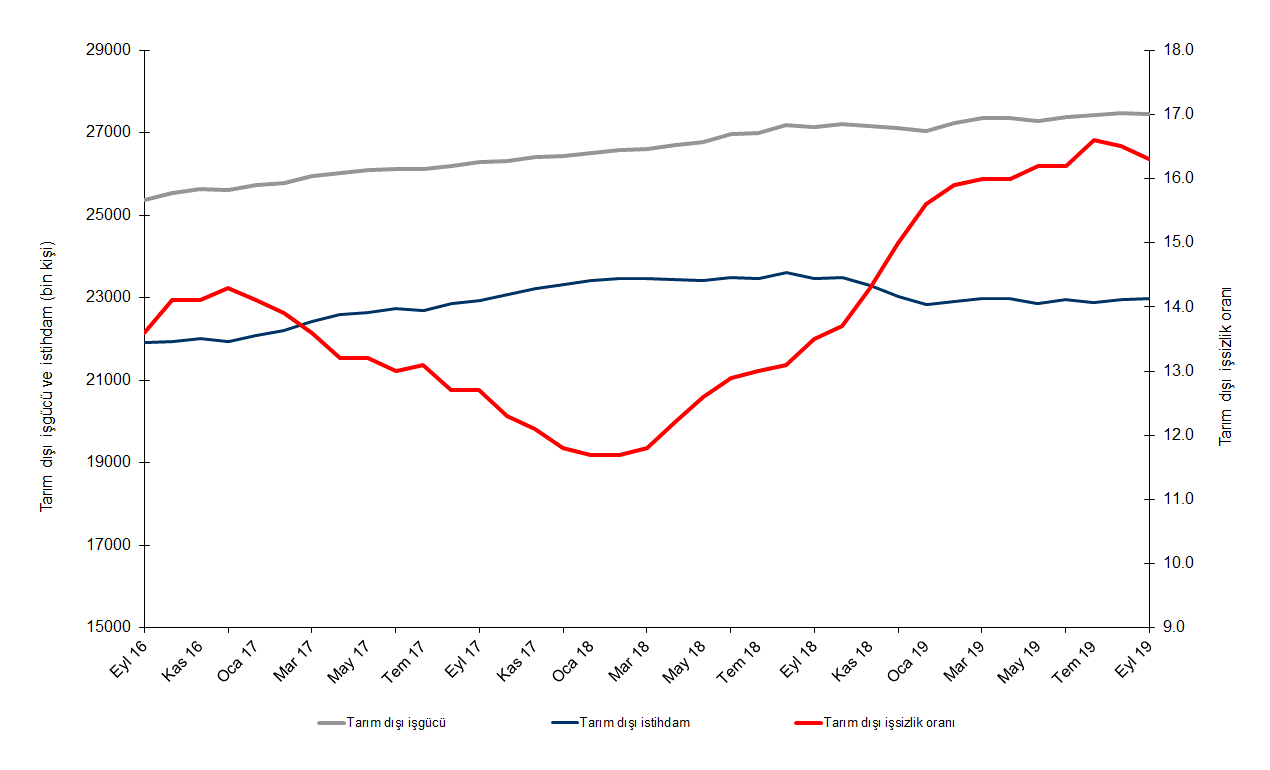 29000
27000
25000
23000
21000
19000
17000
15000
Tarım dışı işgücü ve istihdam (bin kişi)
18.0
17.0
16.0
15.0
14.0
13.0
12.0
11.0
10.0
9.0
Tarım dışı işsizlik oranı
Eyl 16
Kas 16
Oca 17
Mar 17
May 17
Tem 17
Eyl 17
Kas 17
Oca 18
Mar 18
May 18
Tem 18
Eyl 18
Kas 18
Oca 19
Mar 19
May 19
Tem 19
Eyl 19
Tarım dışı işgücü
Tarım dışı istihdam
Tarım dışı işsizlik oranı